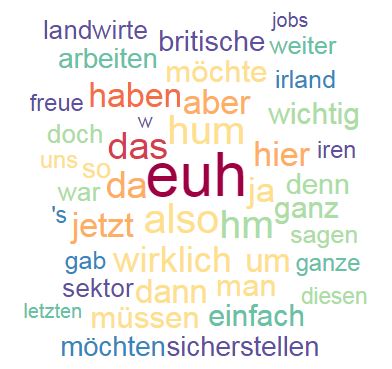 landwirte britische jobs
arbeiten möchte weiter
freue haben aber irland
doch w hum wichtig
uns so das euh hier iren
war da ja denn
's jetzt also hm ganz
gab wirklich um sagen
sektor dann man ganze
letzten müssen einfach diesen
möchten sicherstellen